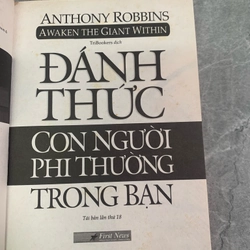 ANTHONY ROBBINS
AWAKEN THE GIANT WITHIN
TriBookers dịch
ĐÁNH
THỨC
CON NGƯỜI
PHI THƯỜNG
TRONG BẠN
Tái bản lần thứ 18
First News